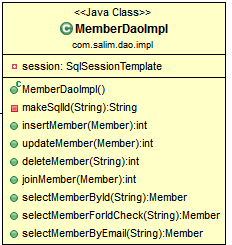 <<Java Class>>
MemberDaoImpl
com.salim.dao.impl
session: SqlSessionTemplate
MemberDaoImpl()
makeSqlId(String):String
insertMember(Member):int
updateMember(Member):int
deleteMember(String):int
joinMember(Member):int
selectMemberById(String):Member
selectMemberForIdCheck(String):Member
selectMemberByEmail(String):Member